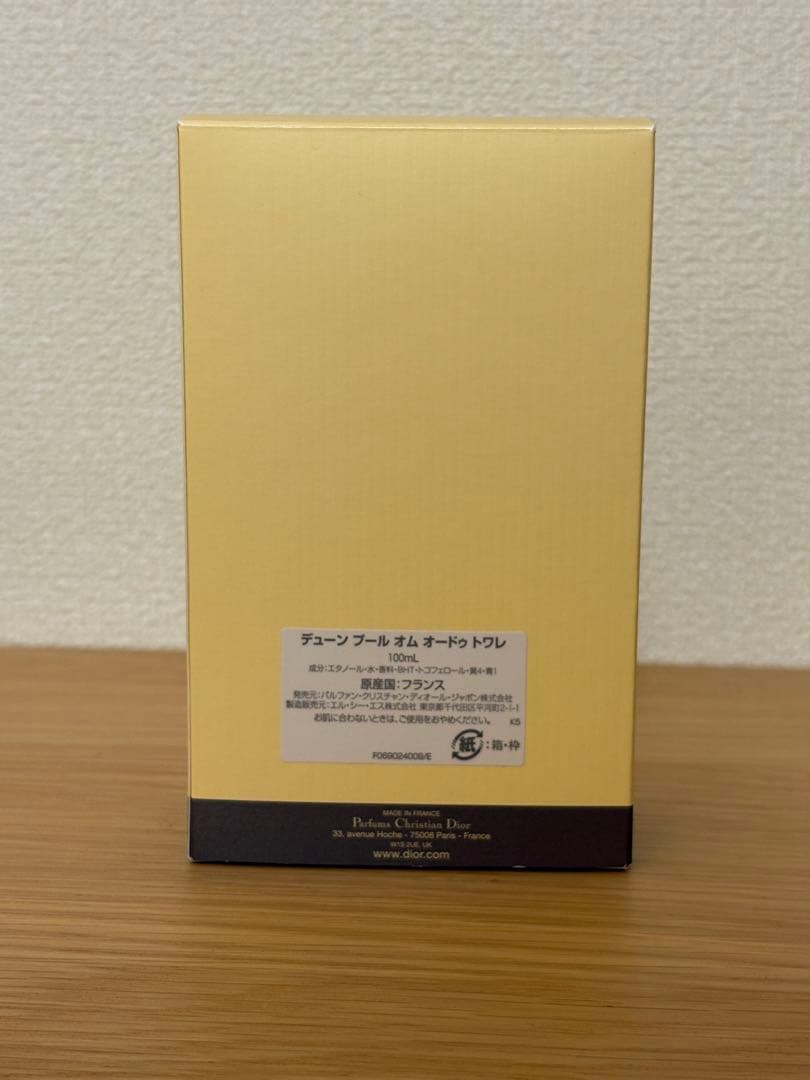 デューン プール オム オードゥ トワレ
100mL
成分:エタノール・水・香料・BHT・トコフェロール・黄4・青1
原産国:フランス
発売元:パルファン・クリスチャン・ディオール・ジャポン株式会社
製造販売元:エル・シー・エス株式会社 東京都千代田区平河町2-1-1
お肌に合わないときは、ご使用をおやめください。 K5
紙:箱・枠
F069024009/E
MADE IN FRANCE
Parfums Christian Dior
33, avenue Hoche - 75008 Paris - France
W1S 2UE, UK
www.dior.com